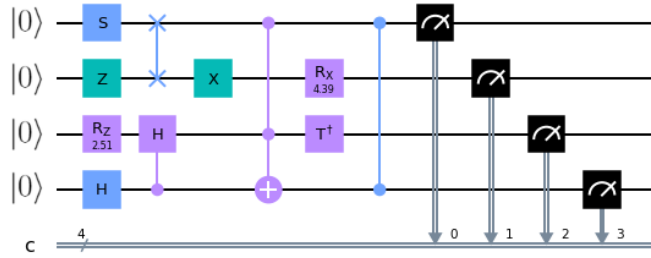 |0⟩ S
|0⟩ Z X R_X 4.39
|0⟩ R_Z 2.51 H T†
|0⟩ H
c 4 0 1 2 3